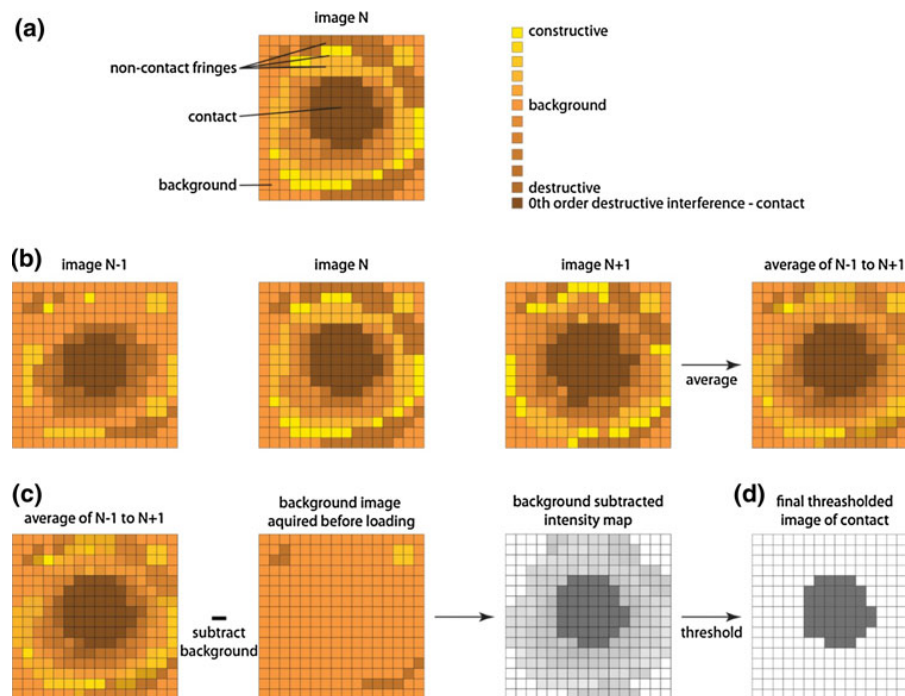 (a)
image N
non-contact fringes
contact
background
constructive
background
destructive
0th order destructive interference - contact
(b)
image N-1
image N
image N+1
average of N-1 to N+1
average
(c)
average of N-1 to N+1
background image
aquired before loading
background subtracted
intensity map
(d)
final threasholded
image of contact
subtract
background
threshold